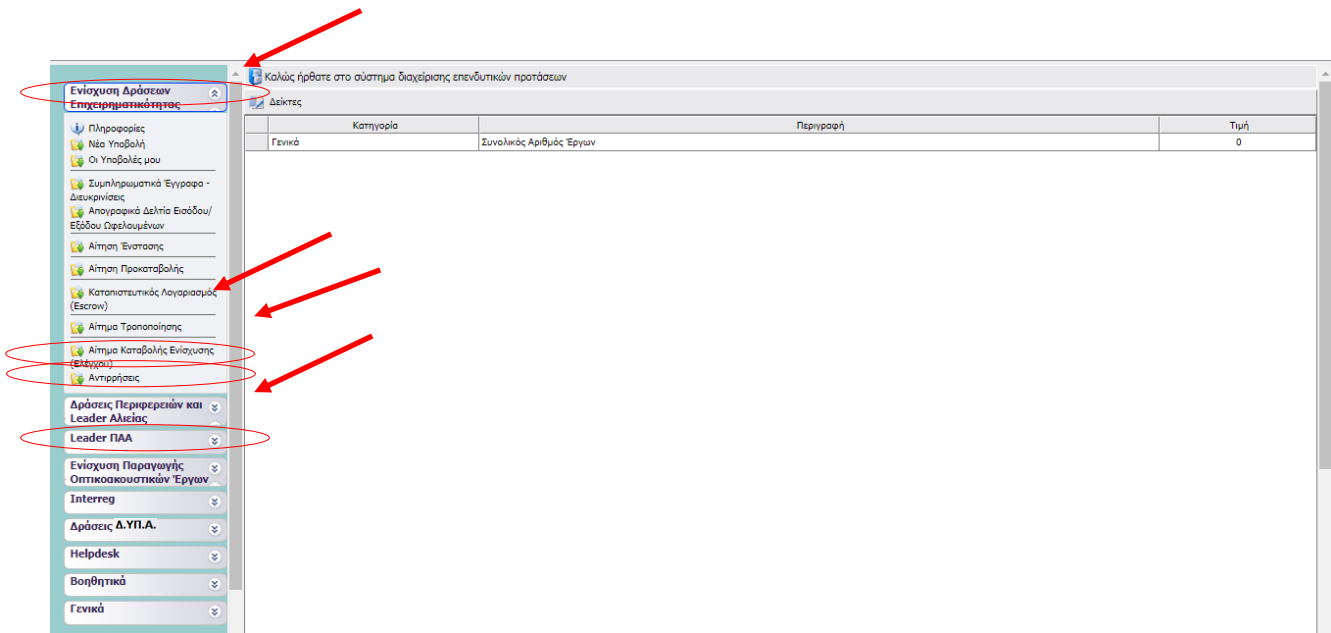 Καλώς ήρθατε στο σύστημα διαχείρισης επενδυτικών προτάσεων
Ενίσχυση Δράσεων
Επιχειρηματικότητας
Πληροφορίες
Νέα Υποβολή
Οι Υποβολές μου
Συμπληρωματικά Έγγραφα -
Διευκρινίσεις
Απογραφικά Δελτία Εισόδου/
Εξόδου Ωφελουμένων
Αίτηση Ένστασης
Αίτηση Προκαταβολής
Καταπιστευτικός Λογαριασμός
(Escrow)
Αίτημα Τροποποίησης
Αίτημα Καταβολής Ενίσχυσης
(Ελέγχου)
Αντιρρήσεις
Δράσεις Περιφερειών και
Leader Αλιείας
Leader ΠΑΑ
Ενίσχυση Παραγωγής
Οπτικοακουστικών Έργων
Interreg
Δράσεις Δ.ΥΠ.Α.
Helpdesk
Βοηθητικά
Γενικά
Δείκτες
Κατηγορία Περιγραφή Τιμή
Γενικά Συνολικός Αριθμός Έργων 0